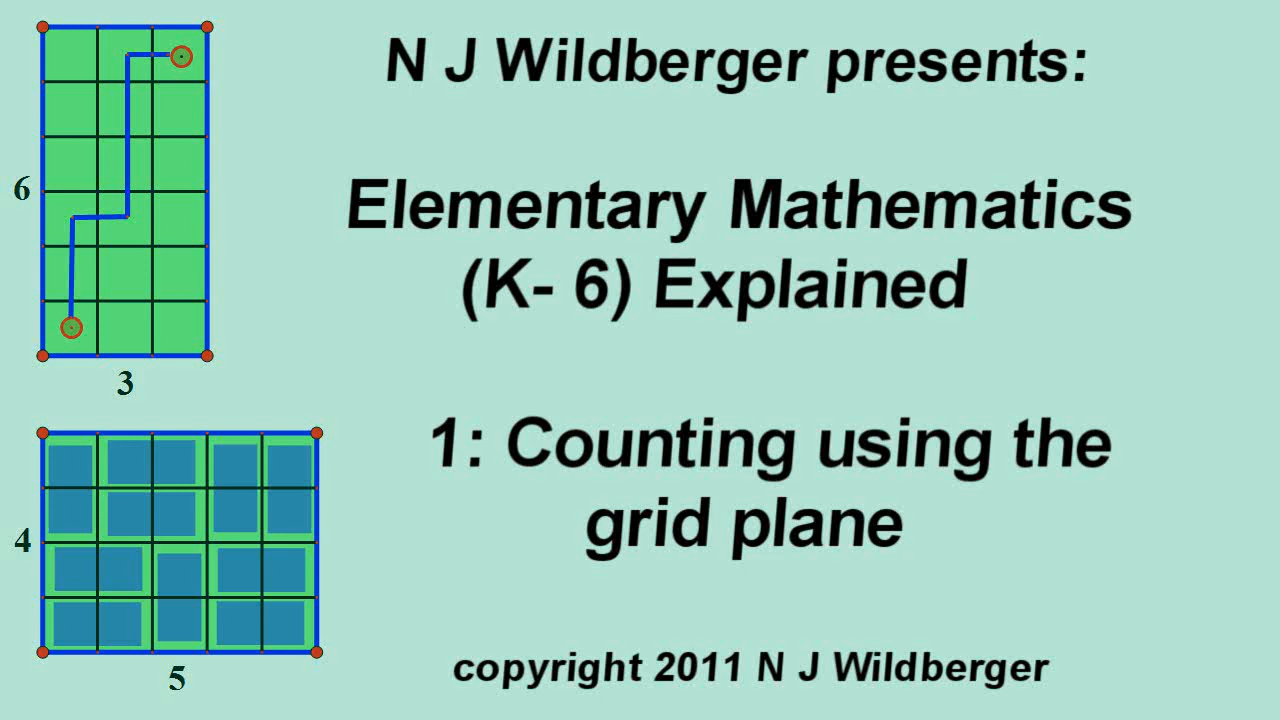 N J Wildberger presents:
Elementary Mathematics
(K- 6) Explained
1: Counting using the
grid plane
copyright 2011 N J Wildberger
6
3
4
5